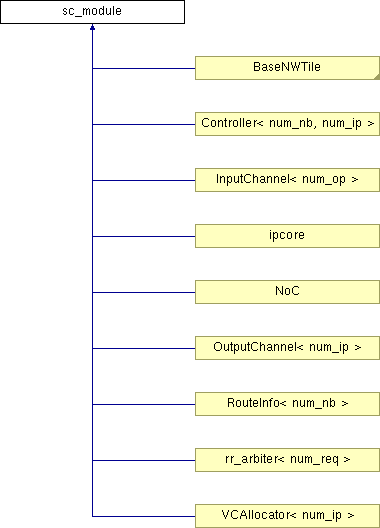 sc_module
BaseNWTile
Controller< num_nb, num_ip >
InputChannel< num_op >
ipcore
NoC
OutputChannel< num_ip >
RouteInfo< num_nb >
rr_arbiter< num_req >
VCAllocator< num_ip >